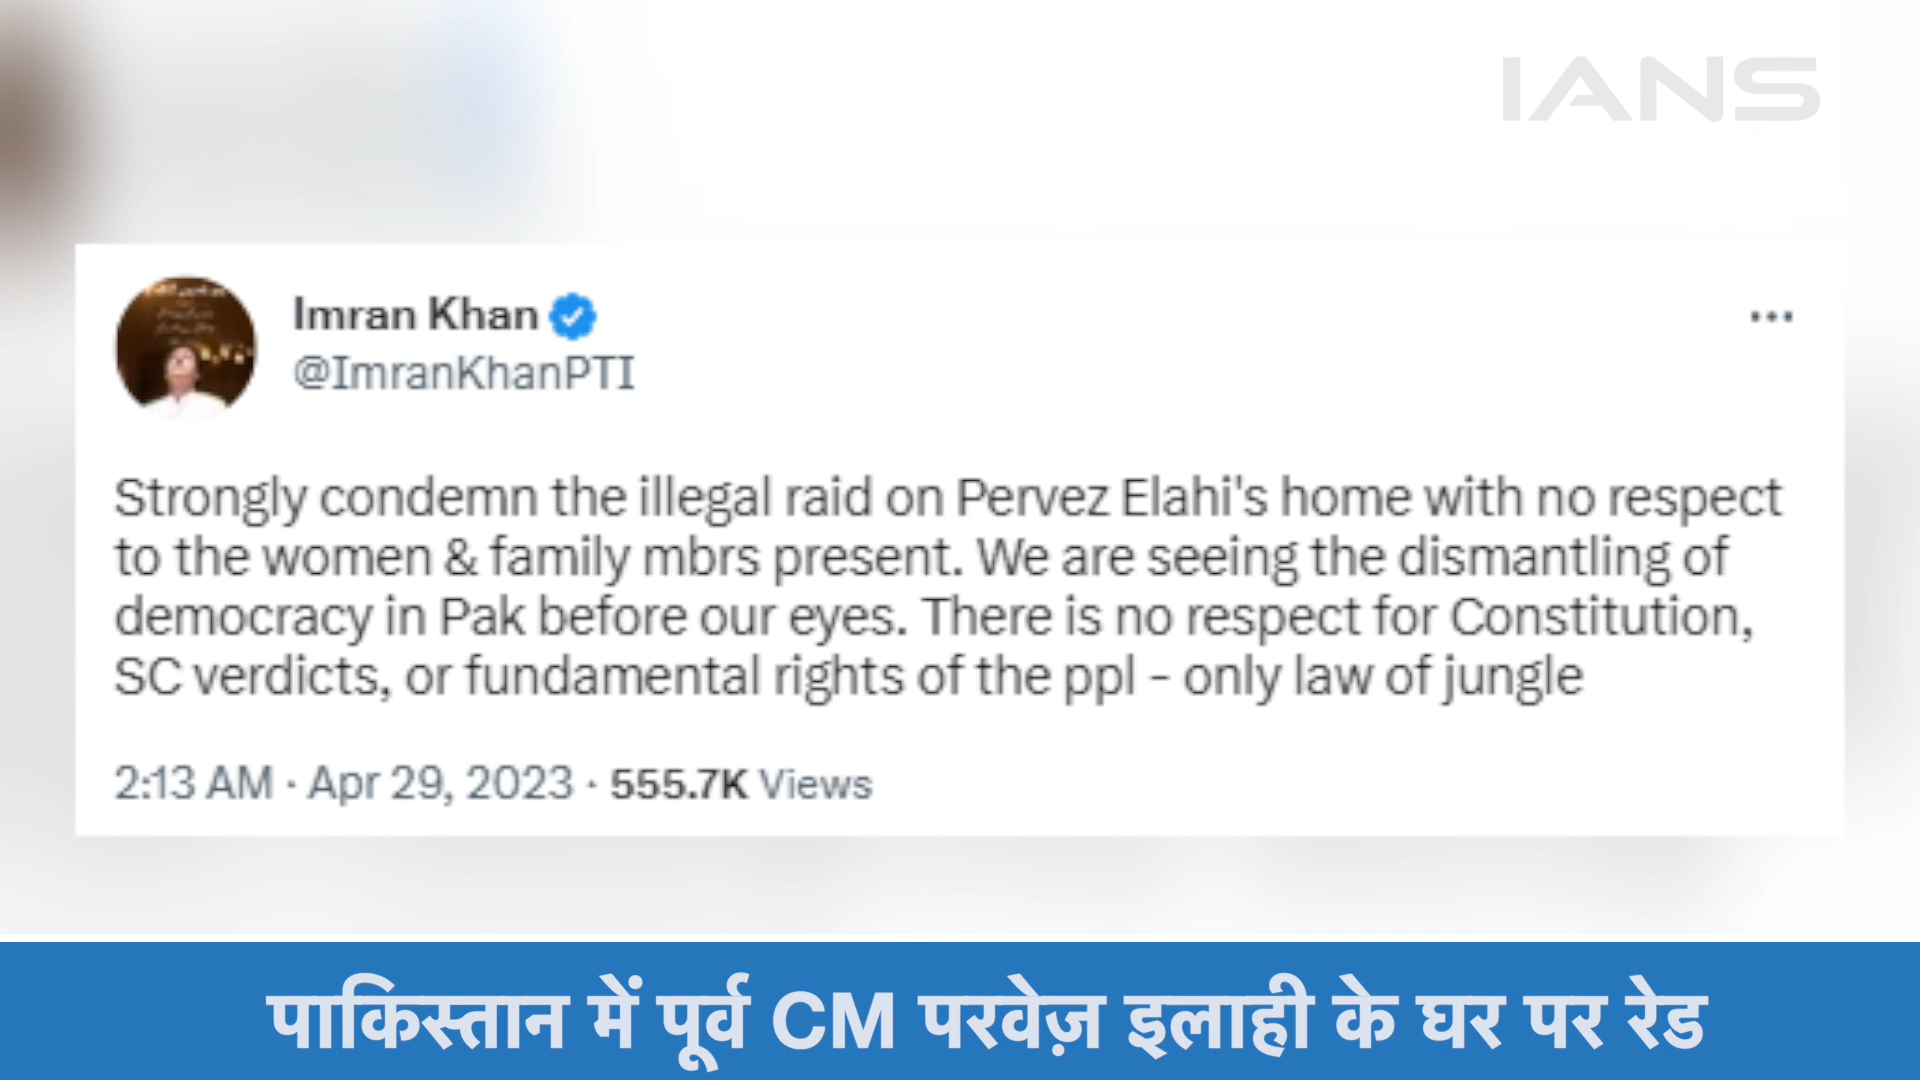 IANS
Imran Khan
@ImranKhanPTI
Strongly condemn the illegal raid on Pervez Elahi's home with no respect
to the women & family mbrs present. We are seeing the dismantling of
democracy in Pak before our eyes. There is no respect for Constitution,
SC verdicts, or fundamental rights of the ppl - only law of jungle
2:13 AM · Apr 29, 2023 · 555.7K Views
पाकिस्तान में पूर्व CM परवेज़ इलाही के घर पर रेड